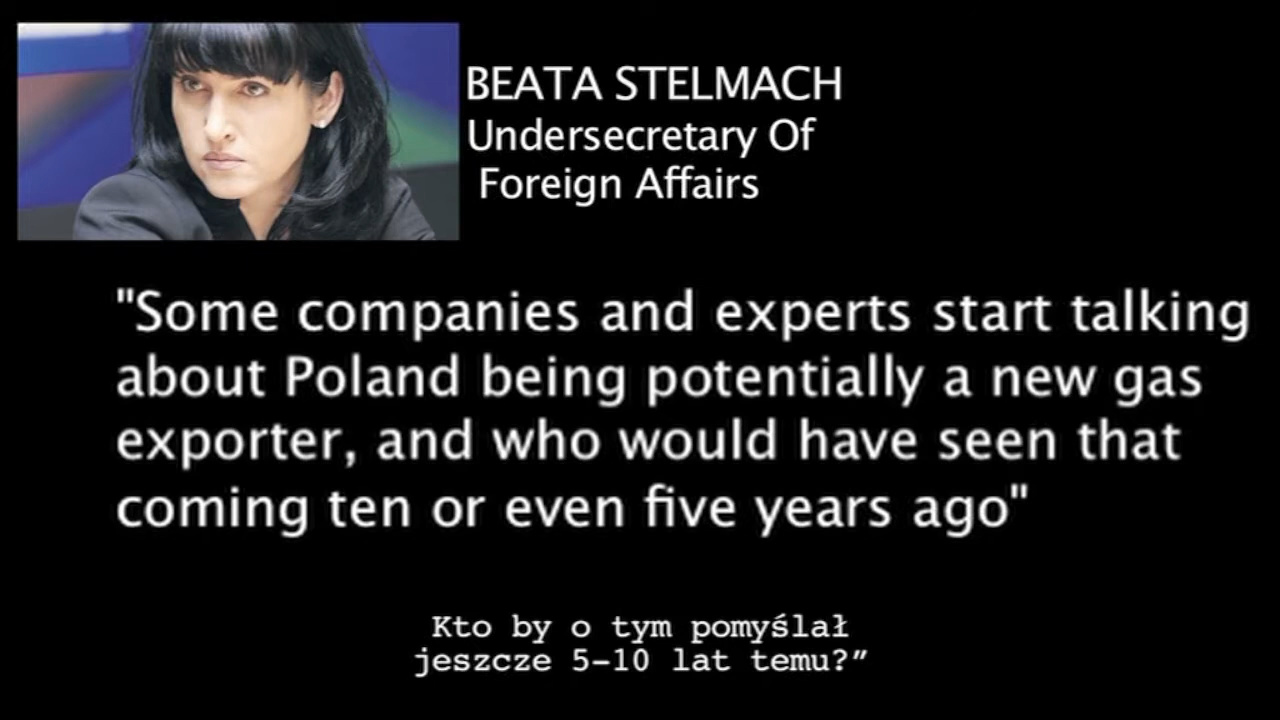 BEATA STELMACH
Undersecretary Of
Foreign Affairs
"Some companies and experts start talking
about Poland being potentially a new gas
exporter, and who would have seen that
coming ten or even five years ago"
Kto by o tym pomyślał
jeszcze 5–10 lat temu?”